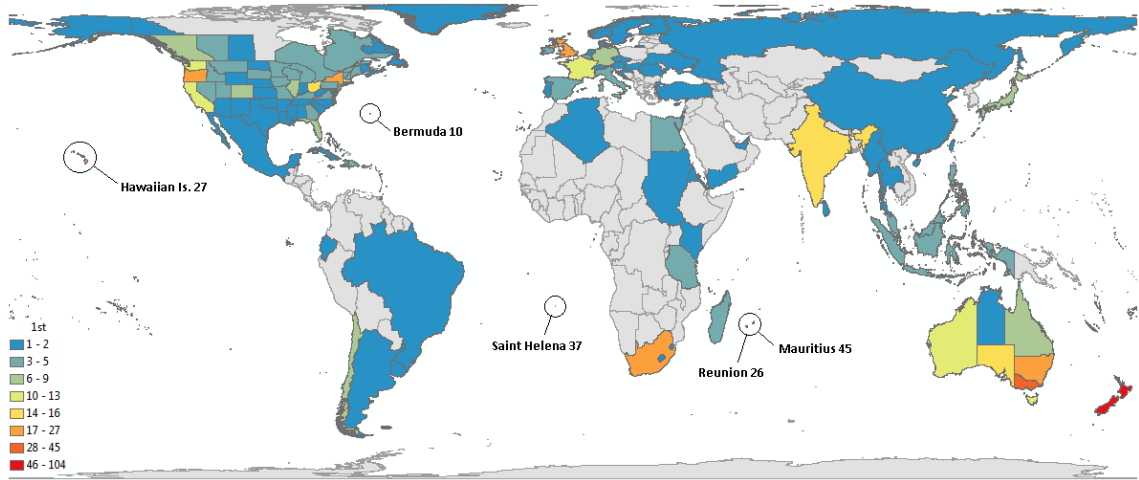 Bermuda 10
Hawaiian Is. 27
Saint Helena 37
Mauritius 45
Reunion 26
1st
1 - 2
3 - 5
6 - 9
10 - 13
14 - 16
17 - 27
28 - 45
46 - 104